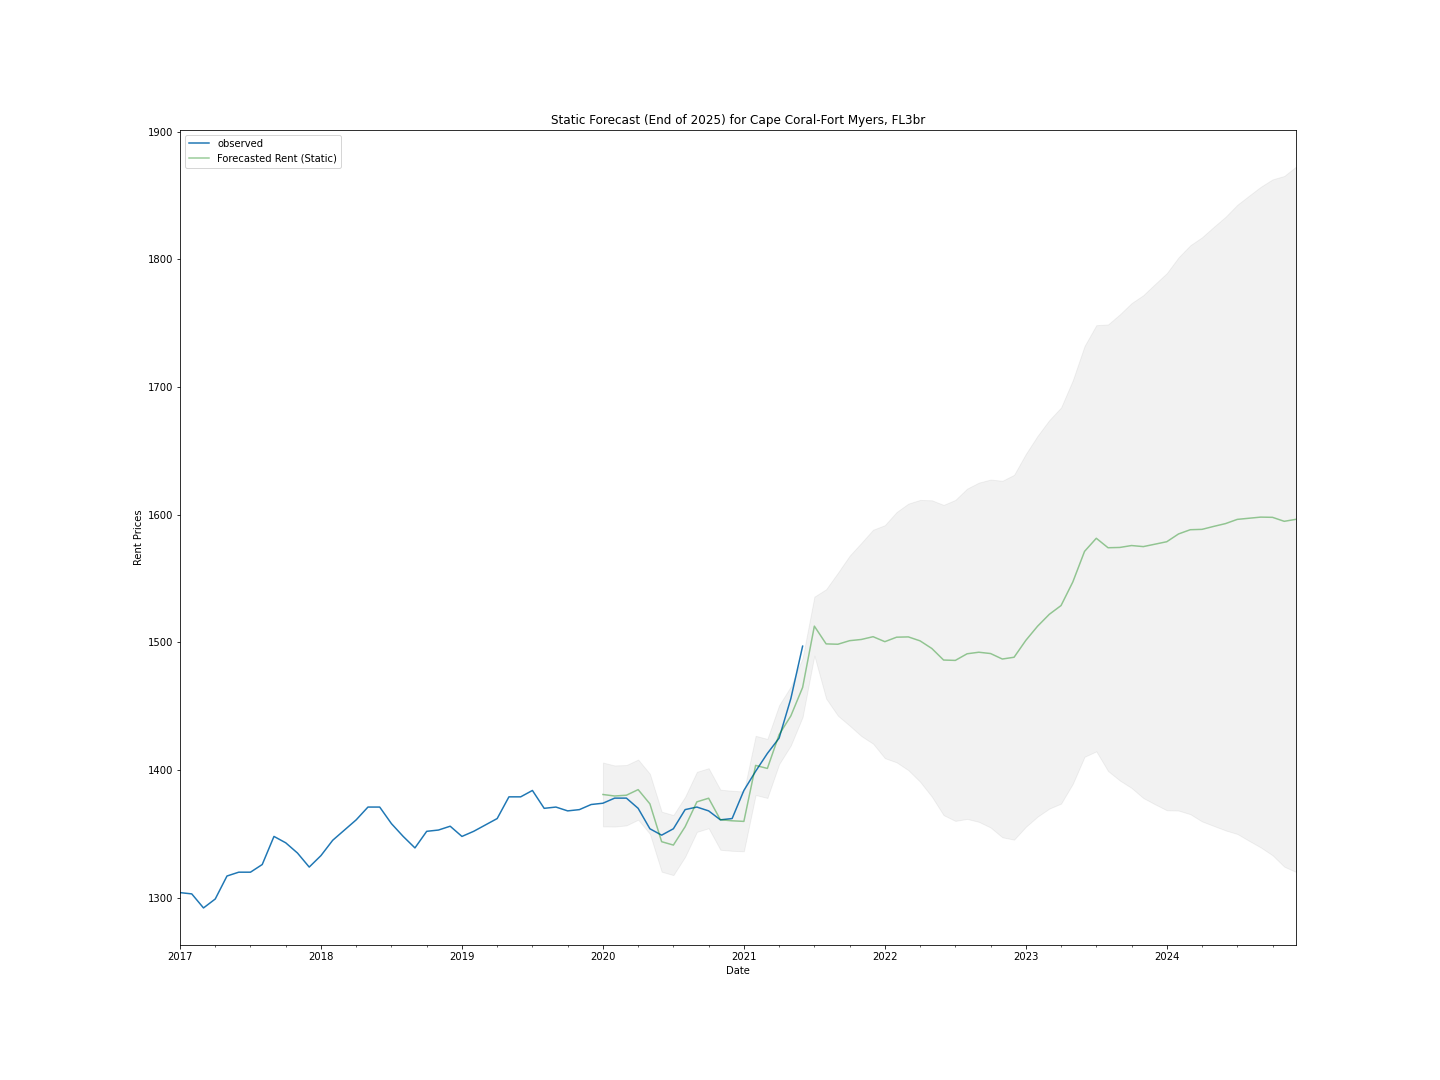 Static Forecast (End of 2025) for Cape Coral-Fort Myers, FL3br
observed
Forecasted Rent (Static)
1900
1800
1700
1600
1500
1400
1300
Rent Prices
2017 2018 2019 2020 2021 2022 2023 2024
Date